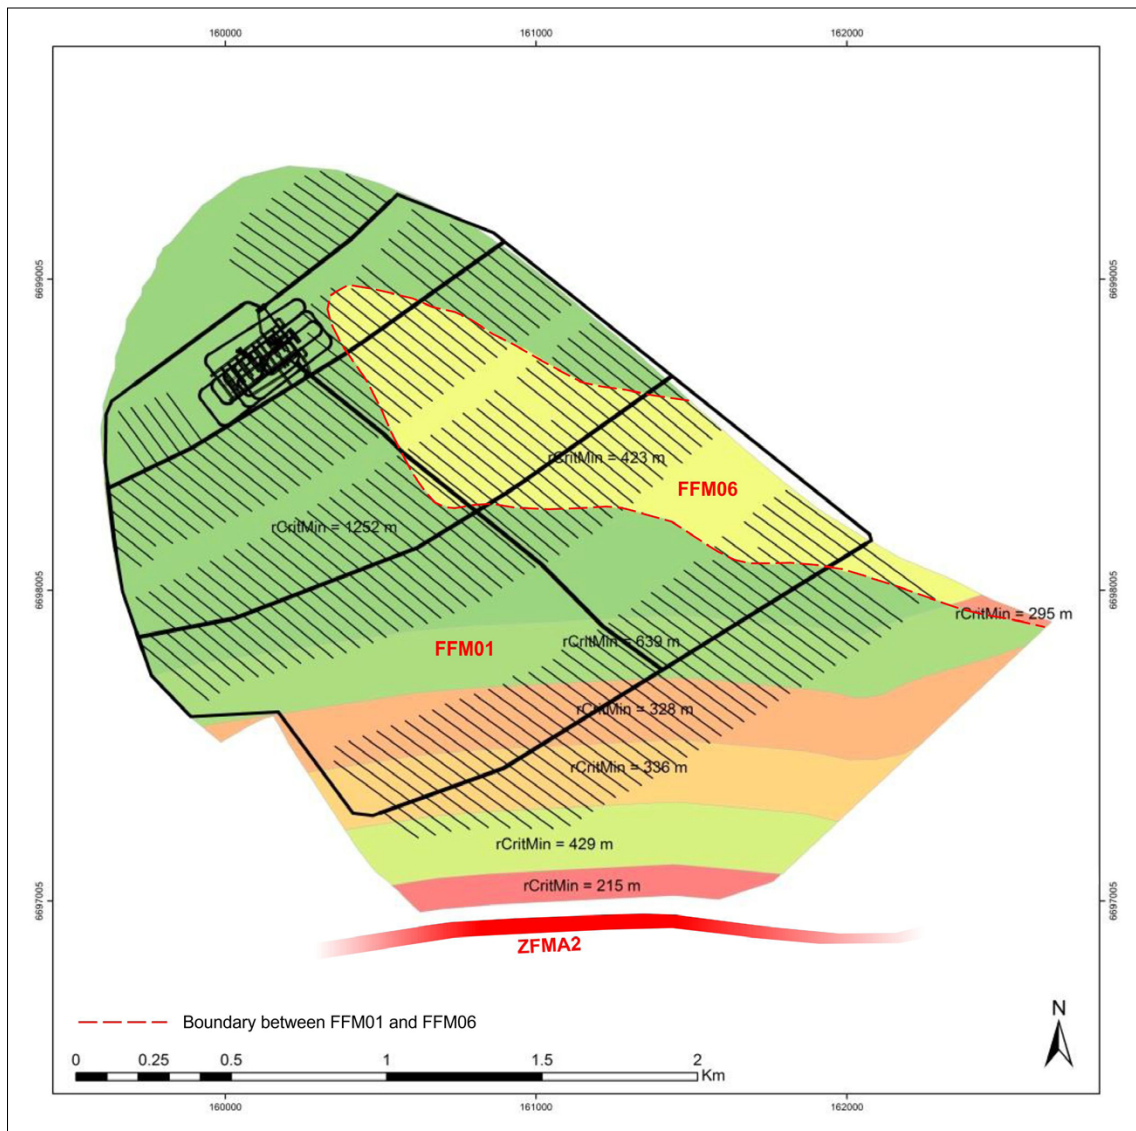 160000 161000 162000
6699005 6699005
rCritMin = 423 m
FFM06
rCritMin = 1252 m
6698005 6698005
rCritMin = 295 m
rCritMin = 639 m
FFM01
rCritMin = 328 m
rCritMin = 336 m
rCritMin = 429 m
rCritMin = 215 m
6697005 6697005
ZFMA2
N
Boundary between FFM01 and FFM06
0 0.25 0.5 1 1.5 2
Km
160000 161000 162000